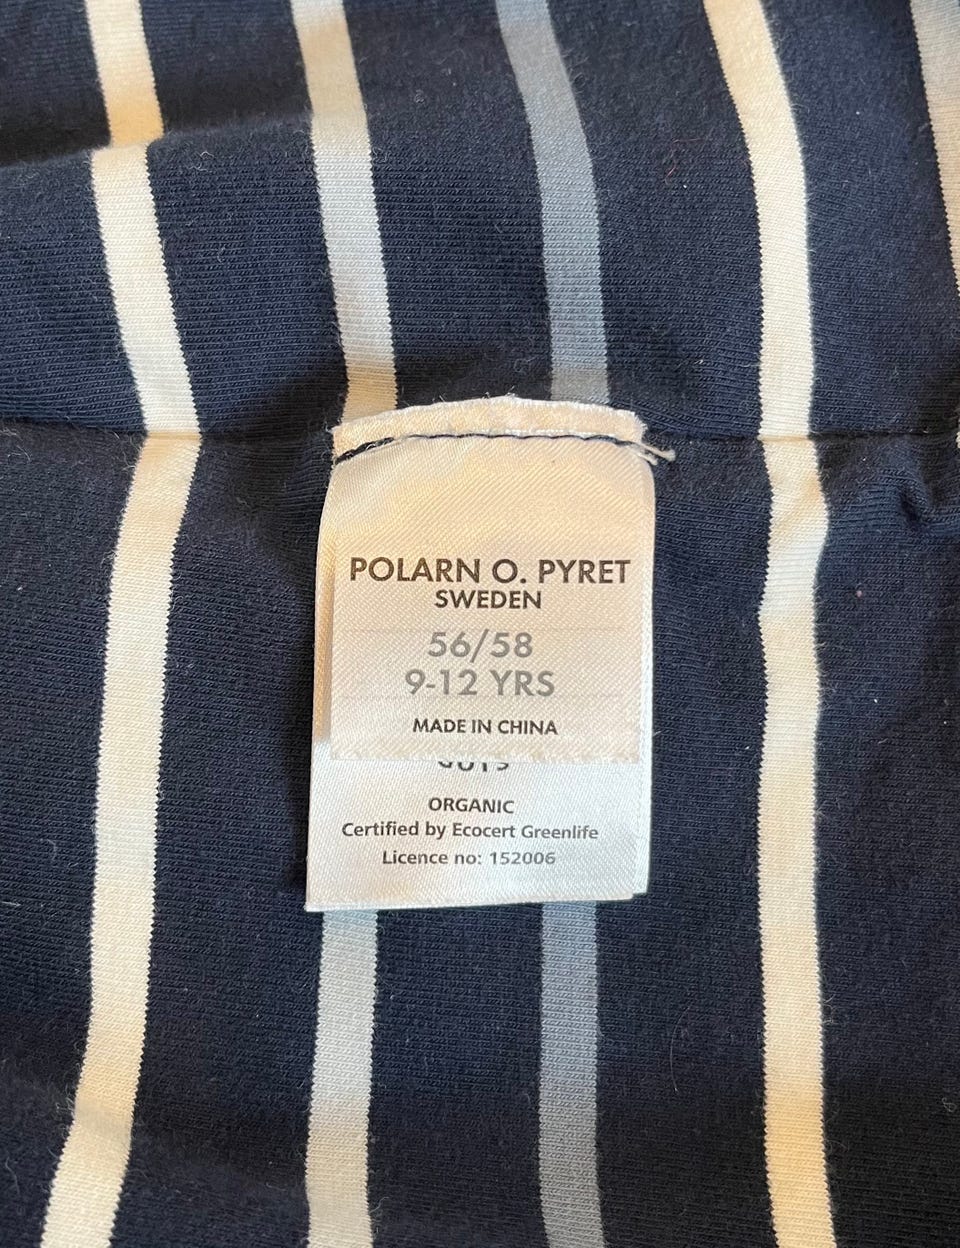 POLARN O. PYRET
SWEDEN
56/58
9-12 YRS
MADE IN CHINA
ORGANIC
Certified by Ecocert Greenlife
Licence no: 152006